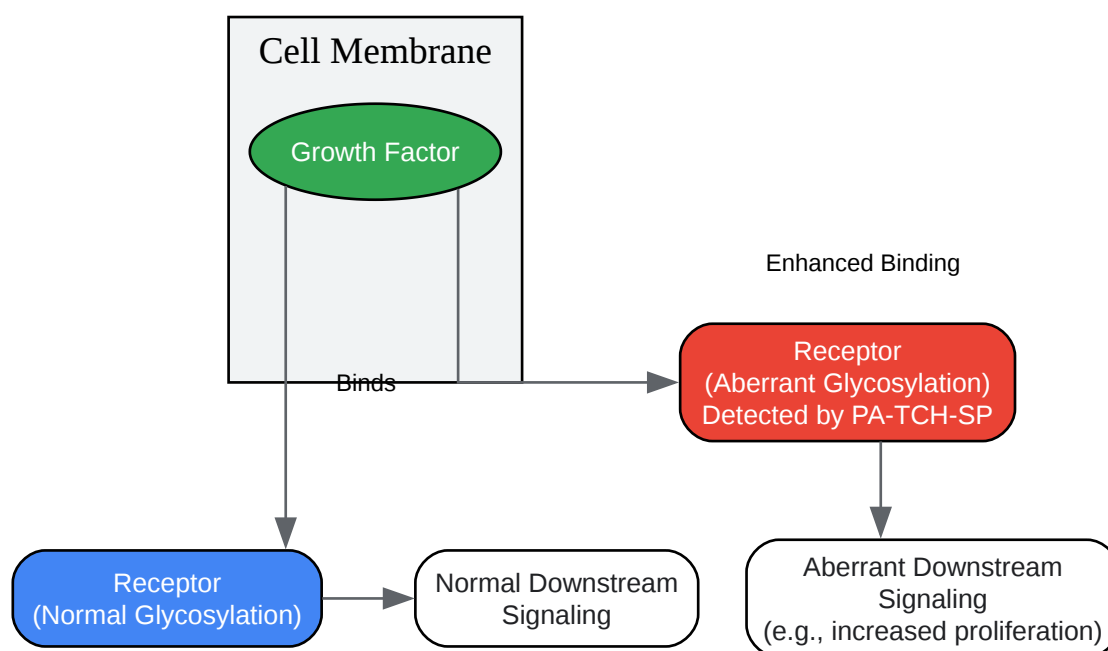 Cell Membrane
Growth Factor
Enhanced Binding
Binds
Receptor
(Aberrant Glycosylation)
Detected by PA-TCH-SP
Receptor
(Normal Glycosylation)
Normal Downstream
Signaling
Aberrant Downstream
Signaling
(e.g., increased proliferation)